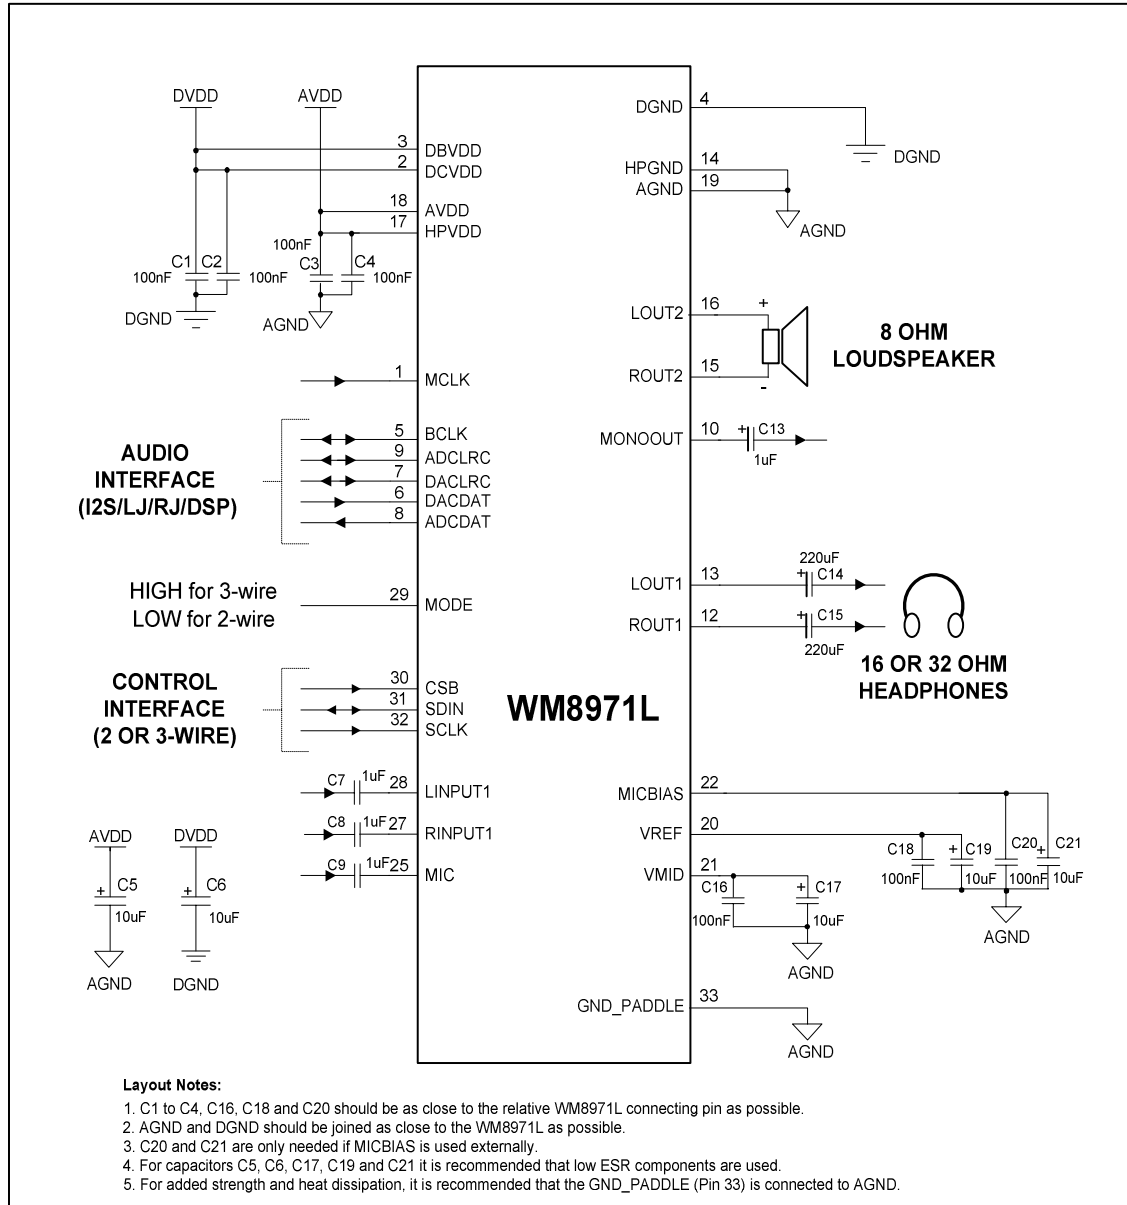 DVDD
AVDD
3
DBVDD
2
DCVDD
18
AVDD
17
HPVDD
100nF
C1
C2
C3
C4
100nF
100nF
100nF
DGND
AGND
1
MCLK
AUDIO
INTERFACE
(I2S/LJ/RJ/DSP)
5
BCLK
9
ADCLRC
7
DACLRC
6
DACDAT
8
ADCDAT
HIGH for 3-wire
LOW for 2-wire
29
MODE
CONTROL
INTERFACE
(2 OR 3-WIRE)
30
CSB
31
SDIN
32
SCLK
C7
1uF
28
LINPUT1
C8
1uF
27
RINPUT1
C9
1uF
25
MIC
AVDD
+
C5
10uF
AGND
DVDD
+
C6
10uF
DGND
WM8971L
DGND
4
DGND
HPGND
14
AGND
19
AGND
LOUT2
16
+
ROUT2
15
-
8 OHM
LOUDSPEAKER
MONOOUT
10
+
C13
1uF
LOUT1
13
220uF
+
C14
ROUT1
12
+
C15
220uF
16 OR 32 OHM
HEADPHONES
MICBIAS
22
VREF
20
C18
100nF
+
C19
10uF
C20
100nF
+
C21
10uF
AGND
VMID
21
C16
100nF
+
C17
10uF
AGND
GND_PADDLE
33
AGND
Layout Notes:
1. C1 to C4, C16, C18 and C20 should be as close to the relative WM8971L connecting pin as possible.
2. AGND and DGND should be joined as close to the WM8971L as possible.
3. C20 and C21 are only needed if MICBIAS is used externally.
4. For capacitors C5, C6, C17, C19 and C21 it is recommended that low ESR components are used.
5. For added strength and heat dissipation, it is recommended that the GND_PADDLE (Pin 33) is connected to AGND.